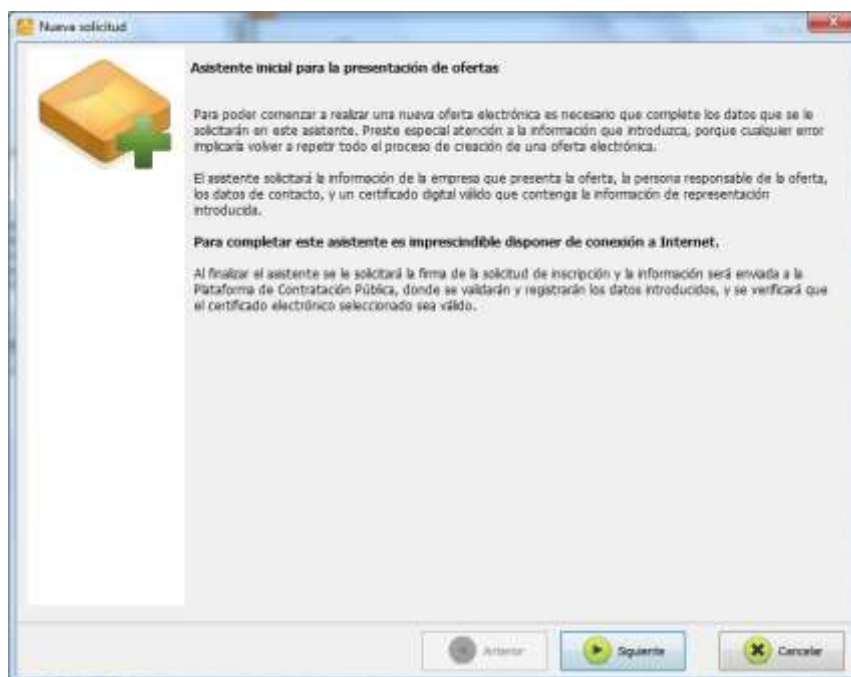 Nueva solicitud
Asistente inicial para la presentación de ofertas
Para poder comenzar a realizar una nueva oferta electrónica es necesario que complete los datos que se le
solicitarán en este asistente. Preste especial atención a la información que introduzca, porque cualquier error
implicaría volver a repetir todo el proceso de creación de una oferta electrónica.
El asistente solicitará la información de la empresa que presenta la oferta, la persona responsable de la oferta,
los datos de contacto, y un certificado digital válido que contenga la información de representación
introducida.
Para completar este asistente es imprescindible disponer de conexión a Internet.
Al finalizar el asistente se le solicitará la firma de la solicitud de inscripción y la información será enviada a la
Plataforma de Contratación Pública, donde se validarán y registrarán los datos introducidos, y se verificará que
el certificado electrónico seleccionado sea válido.
Anterior
Siguiente
Cancelar